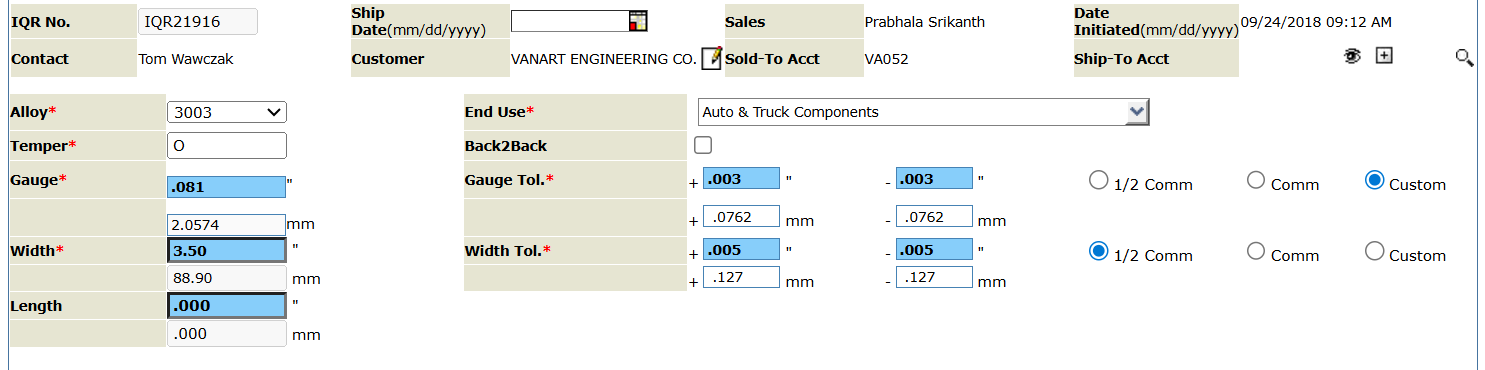 IQR No. IQR21916 Ship Date(mm/dd/yyyy) Sales Prabhala Srikanth Date Initiated(mm/dd/yyyy) 09/24/2018 09:12 AM
Contact Tom Wawczak Customer VANART ENGINEERING CO. Sold-To Acct VA052 Ship-To Acct
Alloy* 3003 End Use* Auto & Truck Components
Temper* O Back2Back
Gauge* .081 " Gauge Tol.* + .003 " - .003 " 1/2 Comm Comm Custom
2.0574 mm + .0762 mm - .0762 mm
Width* 3.50 " Width Tol.* + .005 " - .005 " 1/2 Comm Comm Custom
88.90 mm + .127 mm - .127 mm
Length .000 "
.000 mm